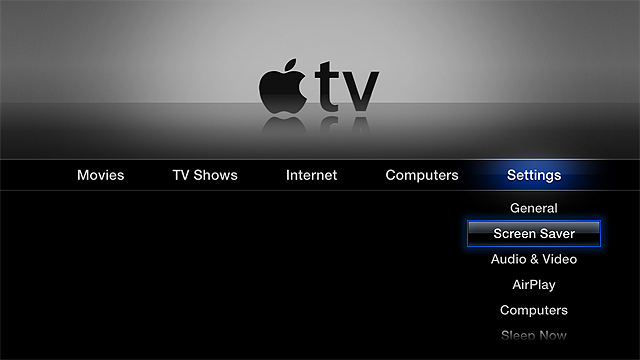 tv
Movies TV Shows Internet Computers Settings
General
Screen Saver
Audio & Video
AirPlay
Computers
Sleep Now